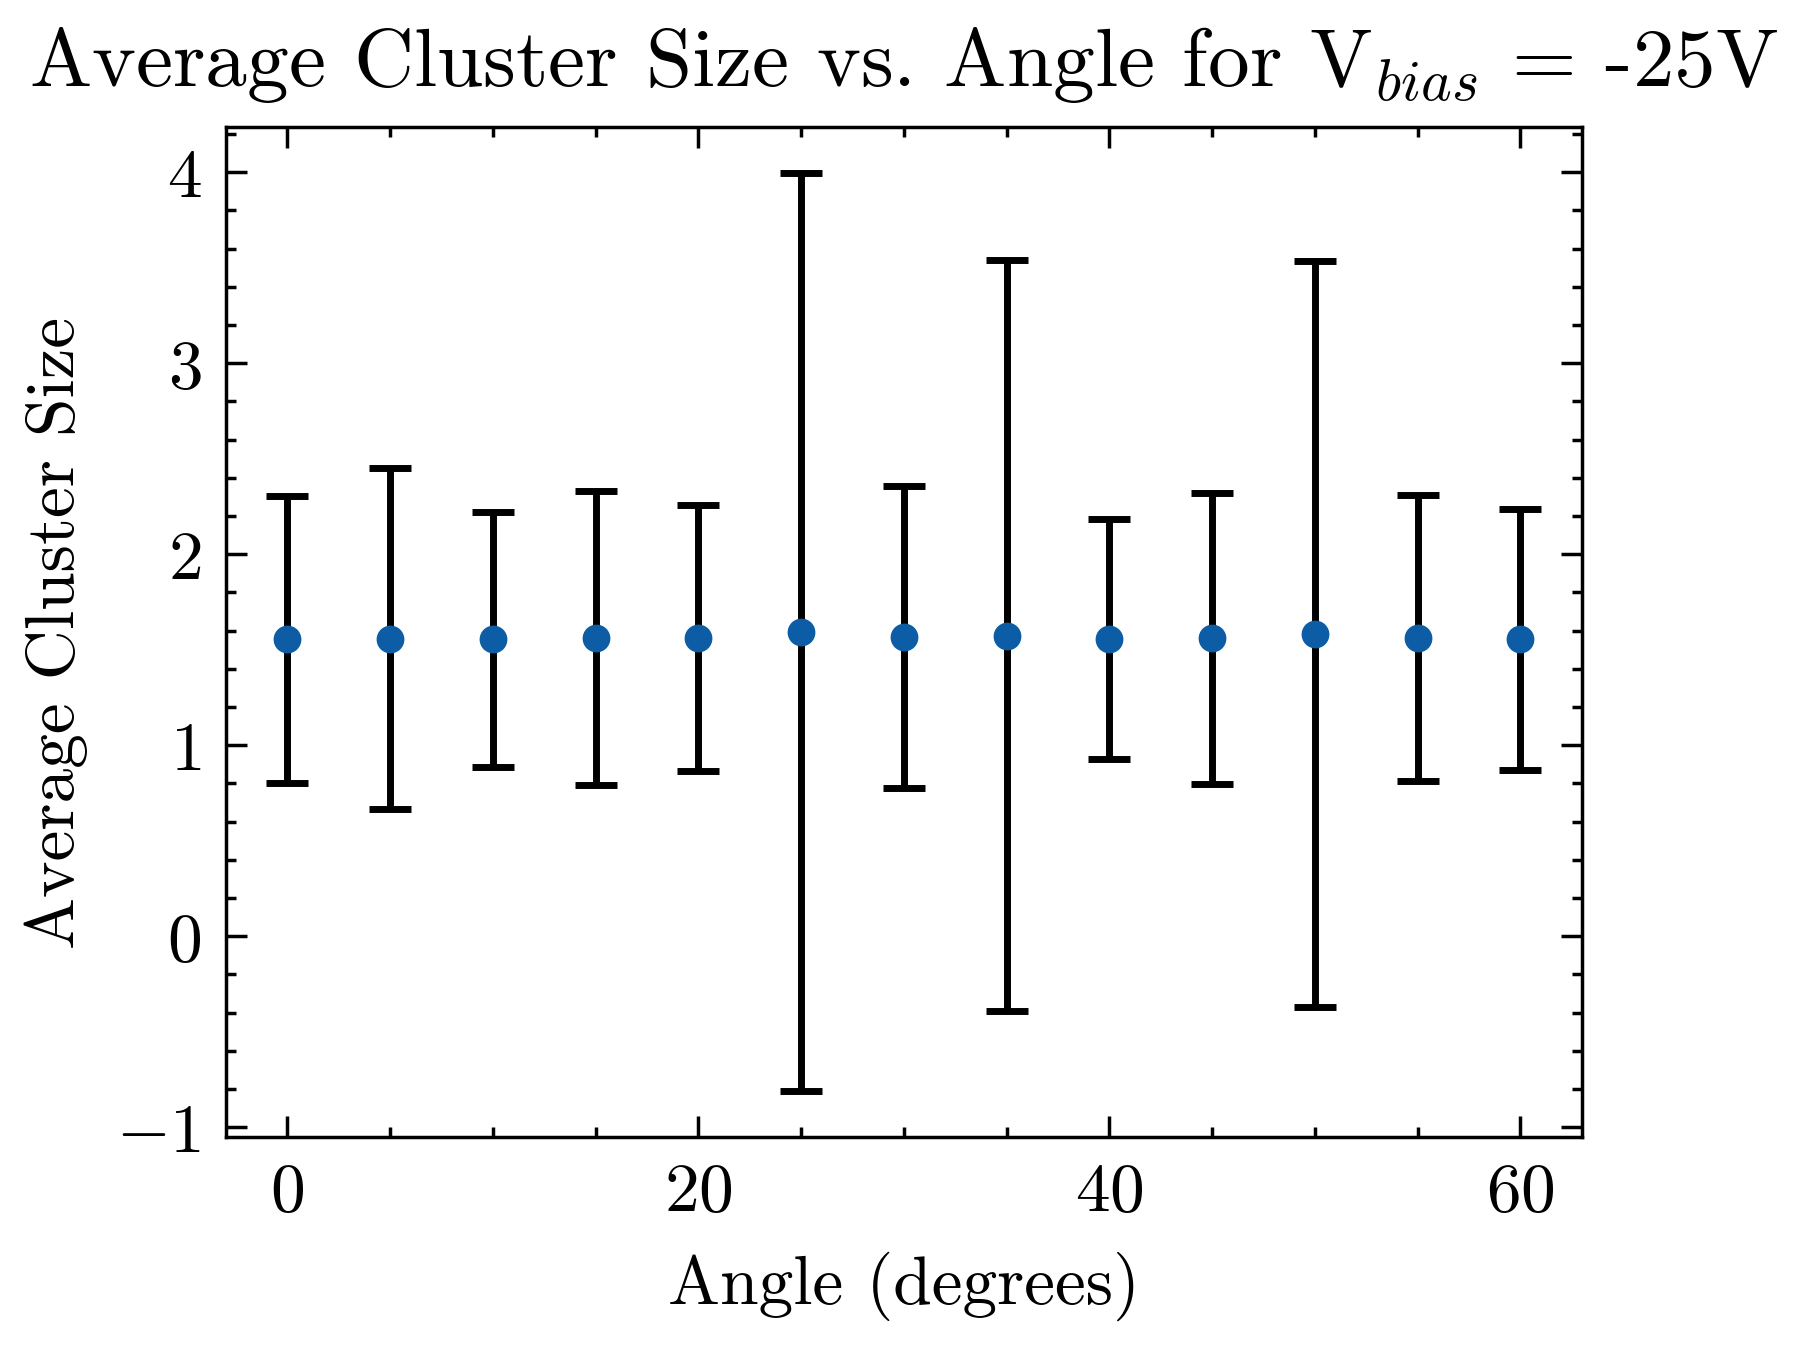 Average Cluster Size vs. Angle for V_bias = -25V
4
3
2
1
0
−1
Average Cluster Size
0 20 40 60
Angle (degrees)